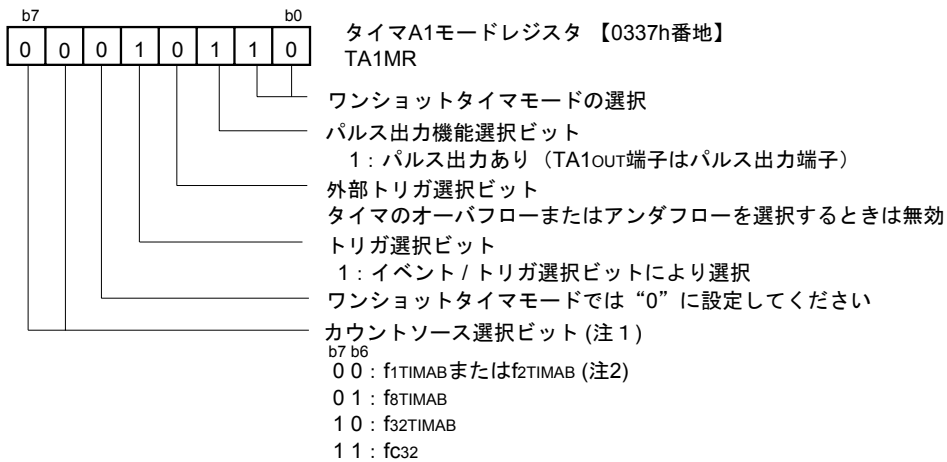 b7 b0
0 0 0 1 0 1 1 0
タイマA1モードレジスタ 【0337h番地】
TA1MR
ワンショットタイマモードの選択
パルス出力機能選択ビット
1：パルス出力あり（TA1OUT端子はパルス出力端子）
外部トリガ選択ビット
タイマのオーバフローまたはアンダフローを選択するときは無効
トリガ選択ビット
1：イベント / トリガ選択ビットにより選択
ワンショットタイマモードでは“0”に設定してください
カウントソース選択ビット (注１)
b7 b6
0 0：f1TIMABまたはf2TIMAB (注2)
0 1：f8TIMAB
1 0：f32TIMAB
1 1：fC32